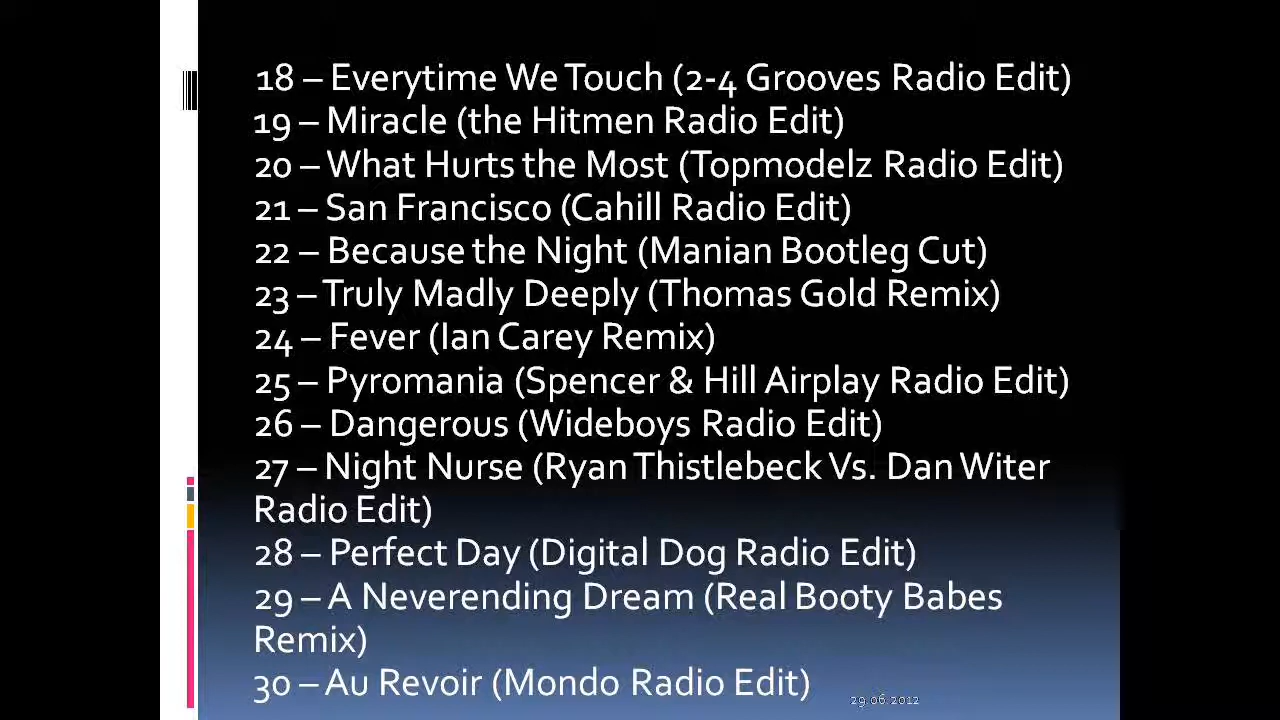 18 – Everytime We Touch (2-4 Grooves Radio Edit)
19 – Miracle (the Hitmen Radio Edit)
20 – What Hurts the Most (Topmodelz Radio Edit)
21 – San Francisco (Cahill Radio Edit)
22 – Because the Night (Manian Bootleg Cut)
23 – Truly Madly Deeply (Thomas Gold Remix)
24 – Fever (Ian Carey Remix)
25 – Pyromania (Spencer & Hill Airplay Radio Edit)
26 – Dangerous (Wideboys Radio Edit)
27 – Night Nurse (Ryan Thistlebeck Vs. Dan Witer
Radio Edit)
28 – Perfect Day (Digital Dog Radio Edit)
29 – A Neverending Dream (Real Booty Babes
Remix)
30 – Au Revoir (Mondo Radio Edit)
29.06.2012